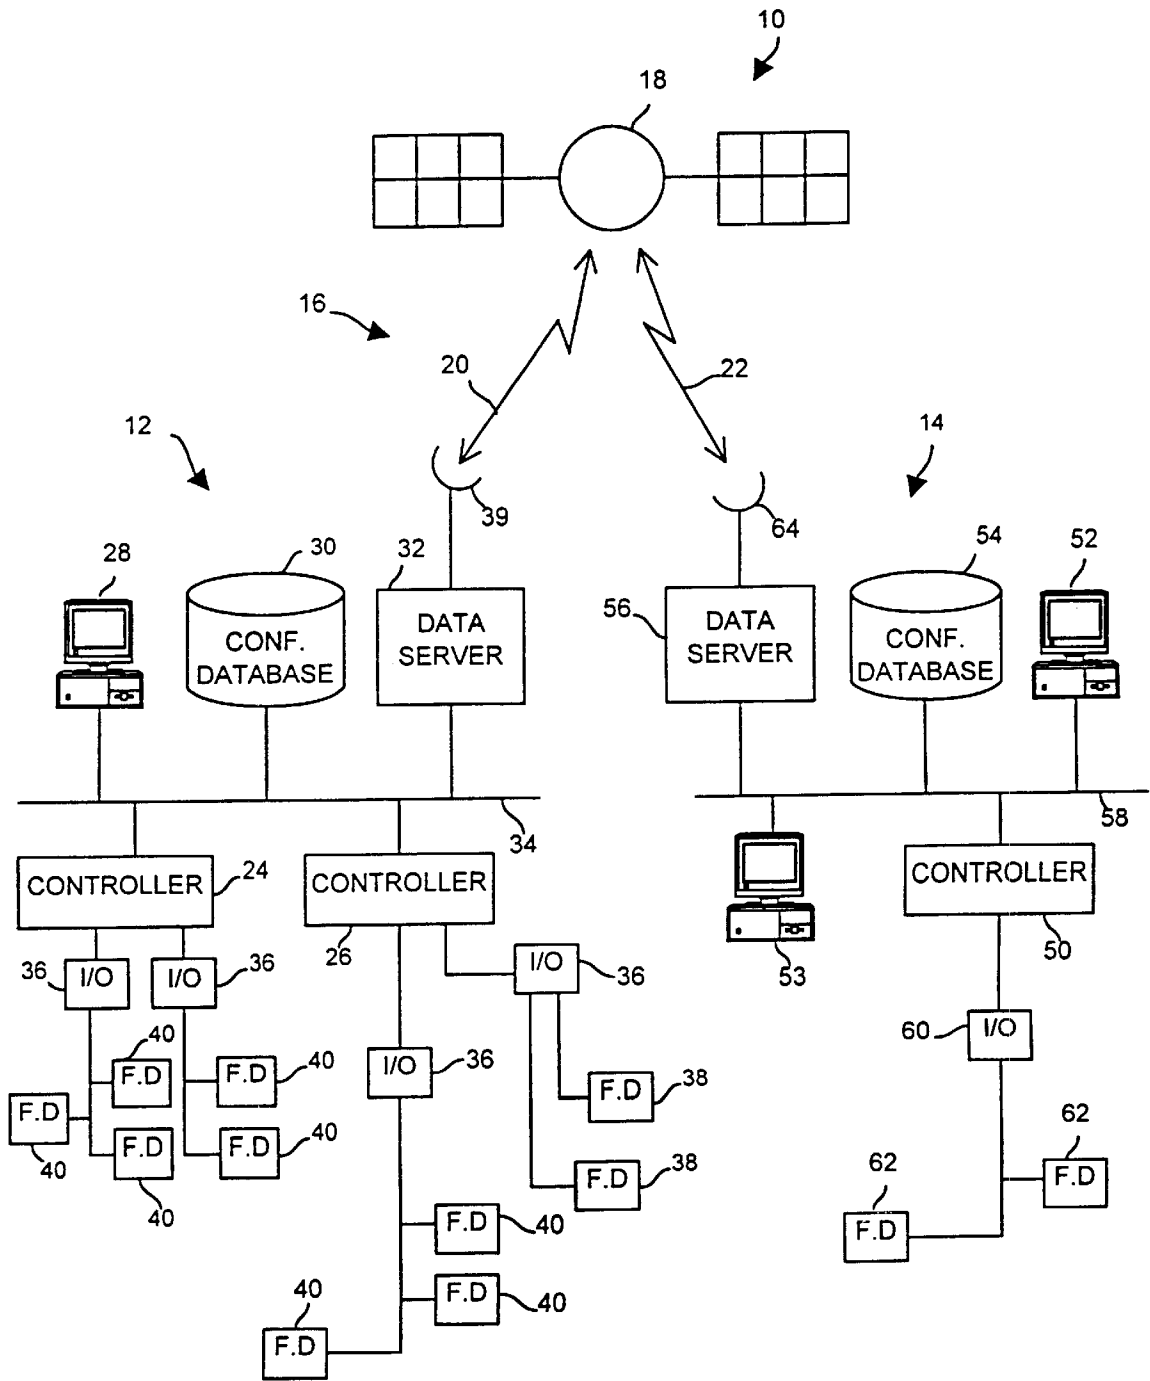 10
18
16
20
22
12
14
39
64
28
30
32
56
54
52
CONF.
DATABASE
DATA
SERVER
DATA
SERVER
CONF.
DATABASE
34
58
CONTROLLER
24
CONTROLLER
26
53
CONTROLLER
50
36
I/O
I/O
36
I/O
36
60
I/O
I/O
36
40
F.D
F.D
40
F.D
40
F.D
40
F.D
40
F.D
38
F.D
38
62
F.D
62
F.D
F.D
40
F.D
40
40
F.D